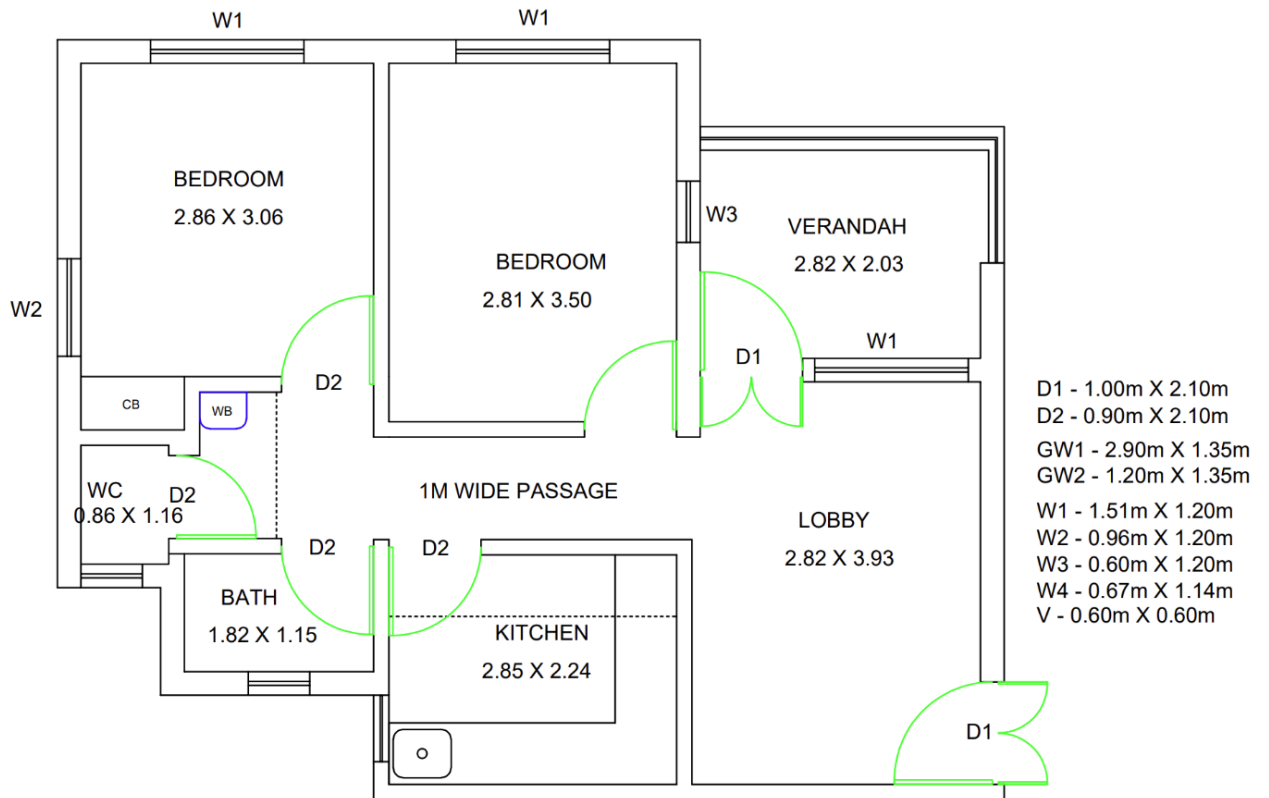 W1
W1
BEDROOM
2.86 X 3.06
W3
VERANDAH
2.82 X 2.03
BEDROOM
2.81 X 3.50
W2
W1
D1
D2
CB
WB
D1 - 1.00m X 2.10m
D2 - 0.90m X 2.10m
GW1 - 2.90m X 1.35m
GW2 - 1.20m X 1.35m
W1 - 1.51m X 1.20m
W2 - 0.96m X 1.20m
W3 - 0.60m X 1.20m
W4 - 0.67m X 1.14m
V - 0.60m X 0.60m
WC
0.86 X 1.16
D2
1M WIDE PASSAGE
LOBBY
2.82 X 3.93
D2
D2
BATH
1.82 X 1.15
KITCHEN
2.85 X 2.24
D1